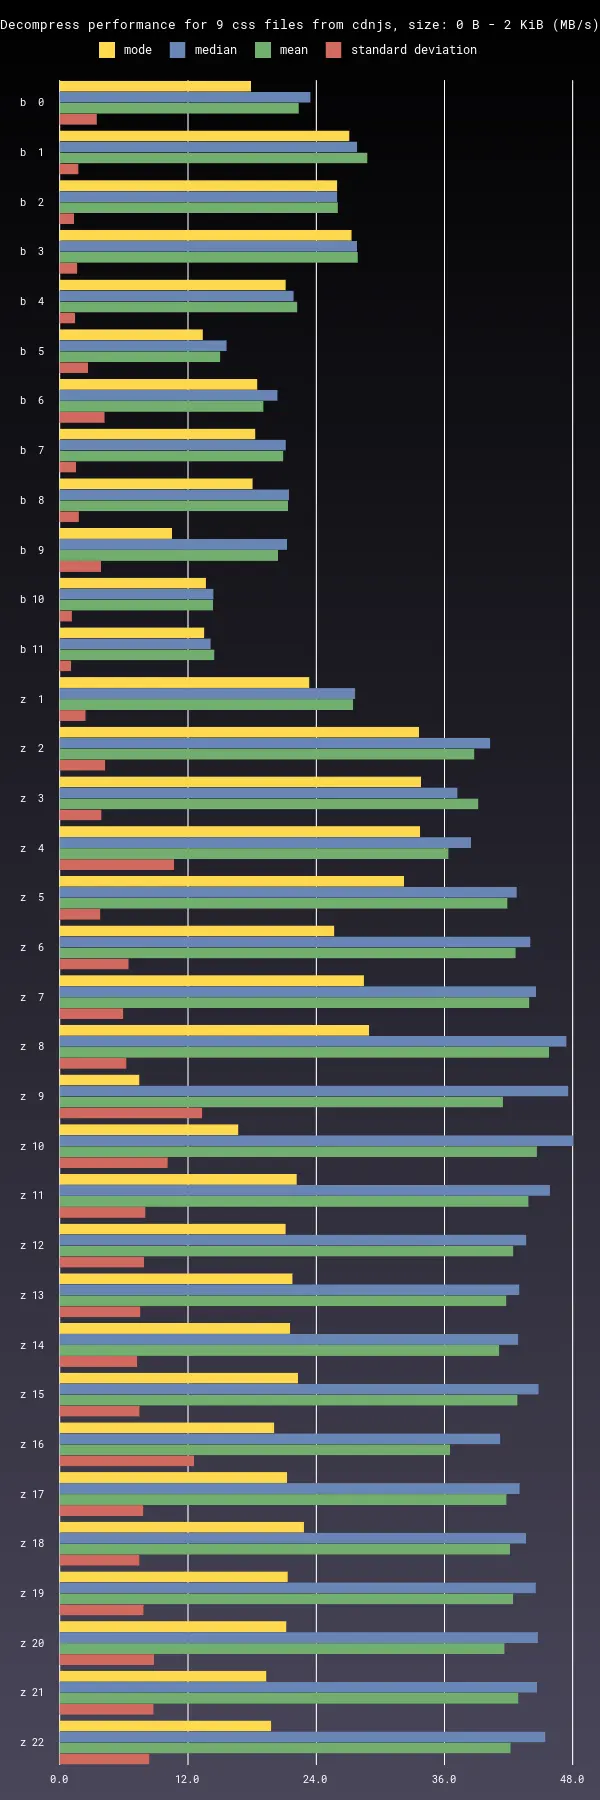 Decompress performance for 9 css files from cdnjs, size: 0 B - 2 KiB (MB/s)
mode median mean standard deviation
b 0
b 1
b 2
b 3
b 4
b 5
b 6
b 7
b 8
b 9
b 10
b 11
z 1
z 2
z 3
z 4
z 5
z 6
z 7
z 8
z 9
z 10
z 11
z 12
z 13
z 14
z 15
z 16
z 17
z 18
z 19
z 20
z 21
z 22
0.0 12.0 24.0 36.0 48.0